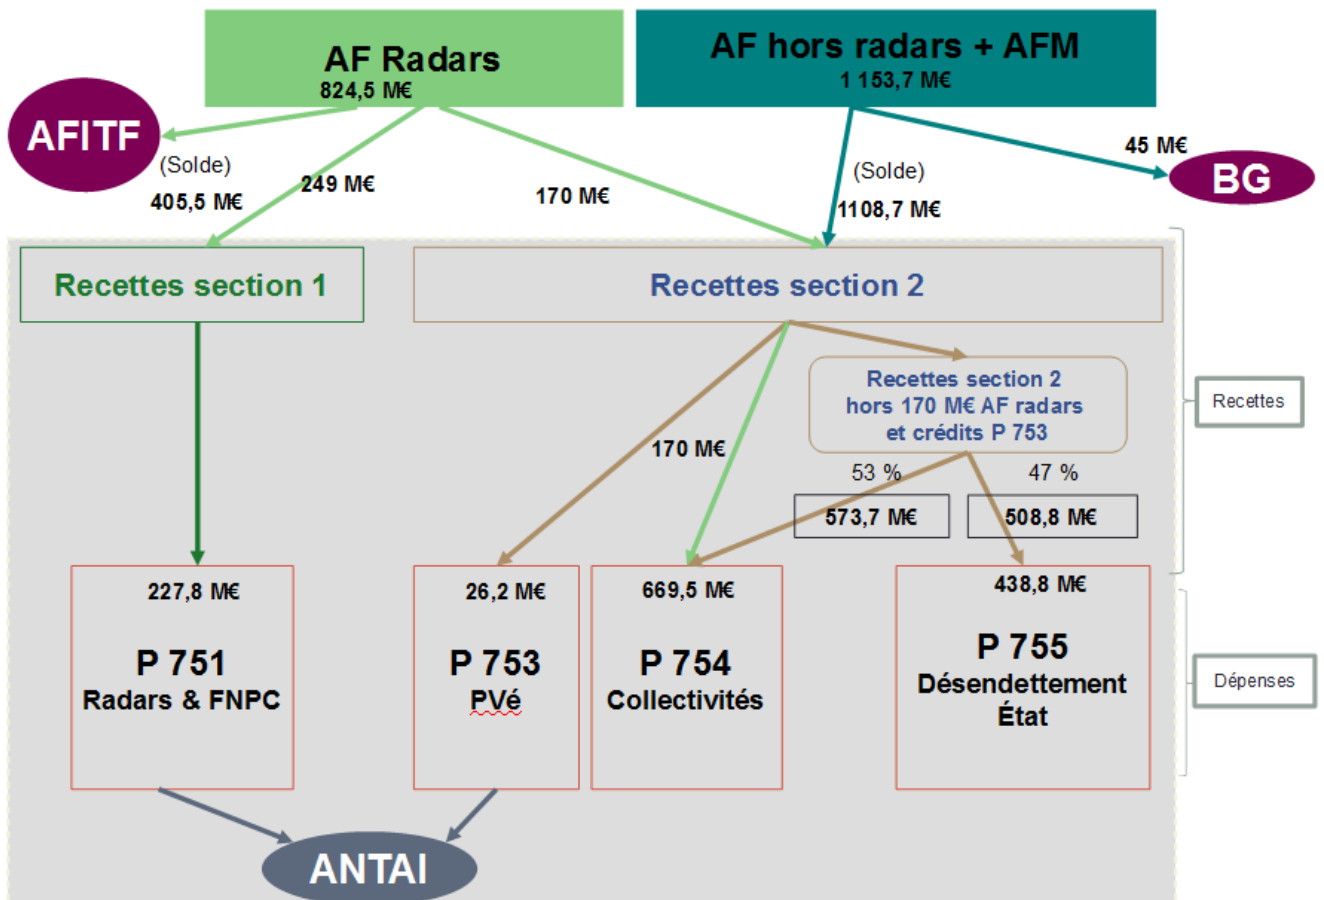 AF Radars
824,5 M€
AF hors radars + AFM
1 153,7 M€
AFITF
(Solde)
405,5 M€
249 M€
170 M€
(Solde)
1108,7 M€
45 M€
BG
Recettes section 1
Recettes section 2
Recettes section 2
hors 170 M€ AF radars
et crédits P 753
Recettes
170 M€
53 %
47 %
573,7 M€
508,8 M€
227,8 M€
P 751
Radars & FNPC
26,2 M€
P 753
PVé
669,5 M€
P 754
Collectivités
438,8 M€
P 755
Désendettement
État
Dépenses
ANTAI